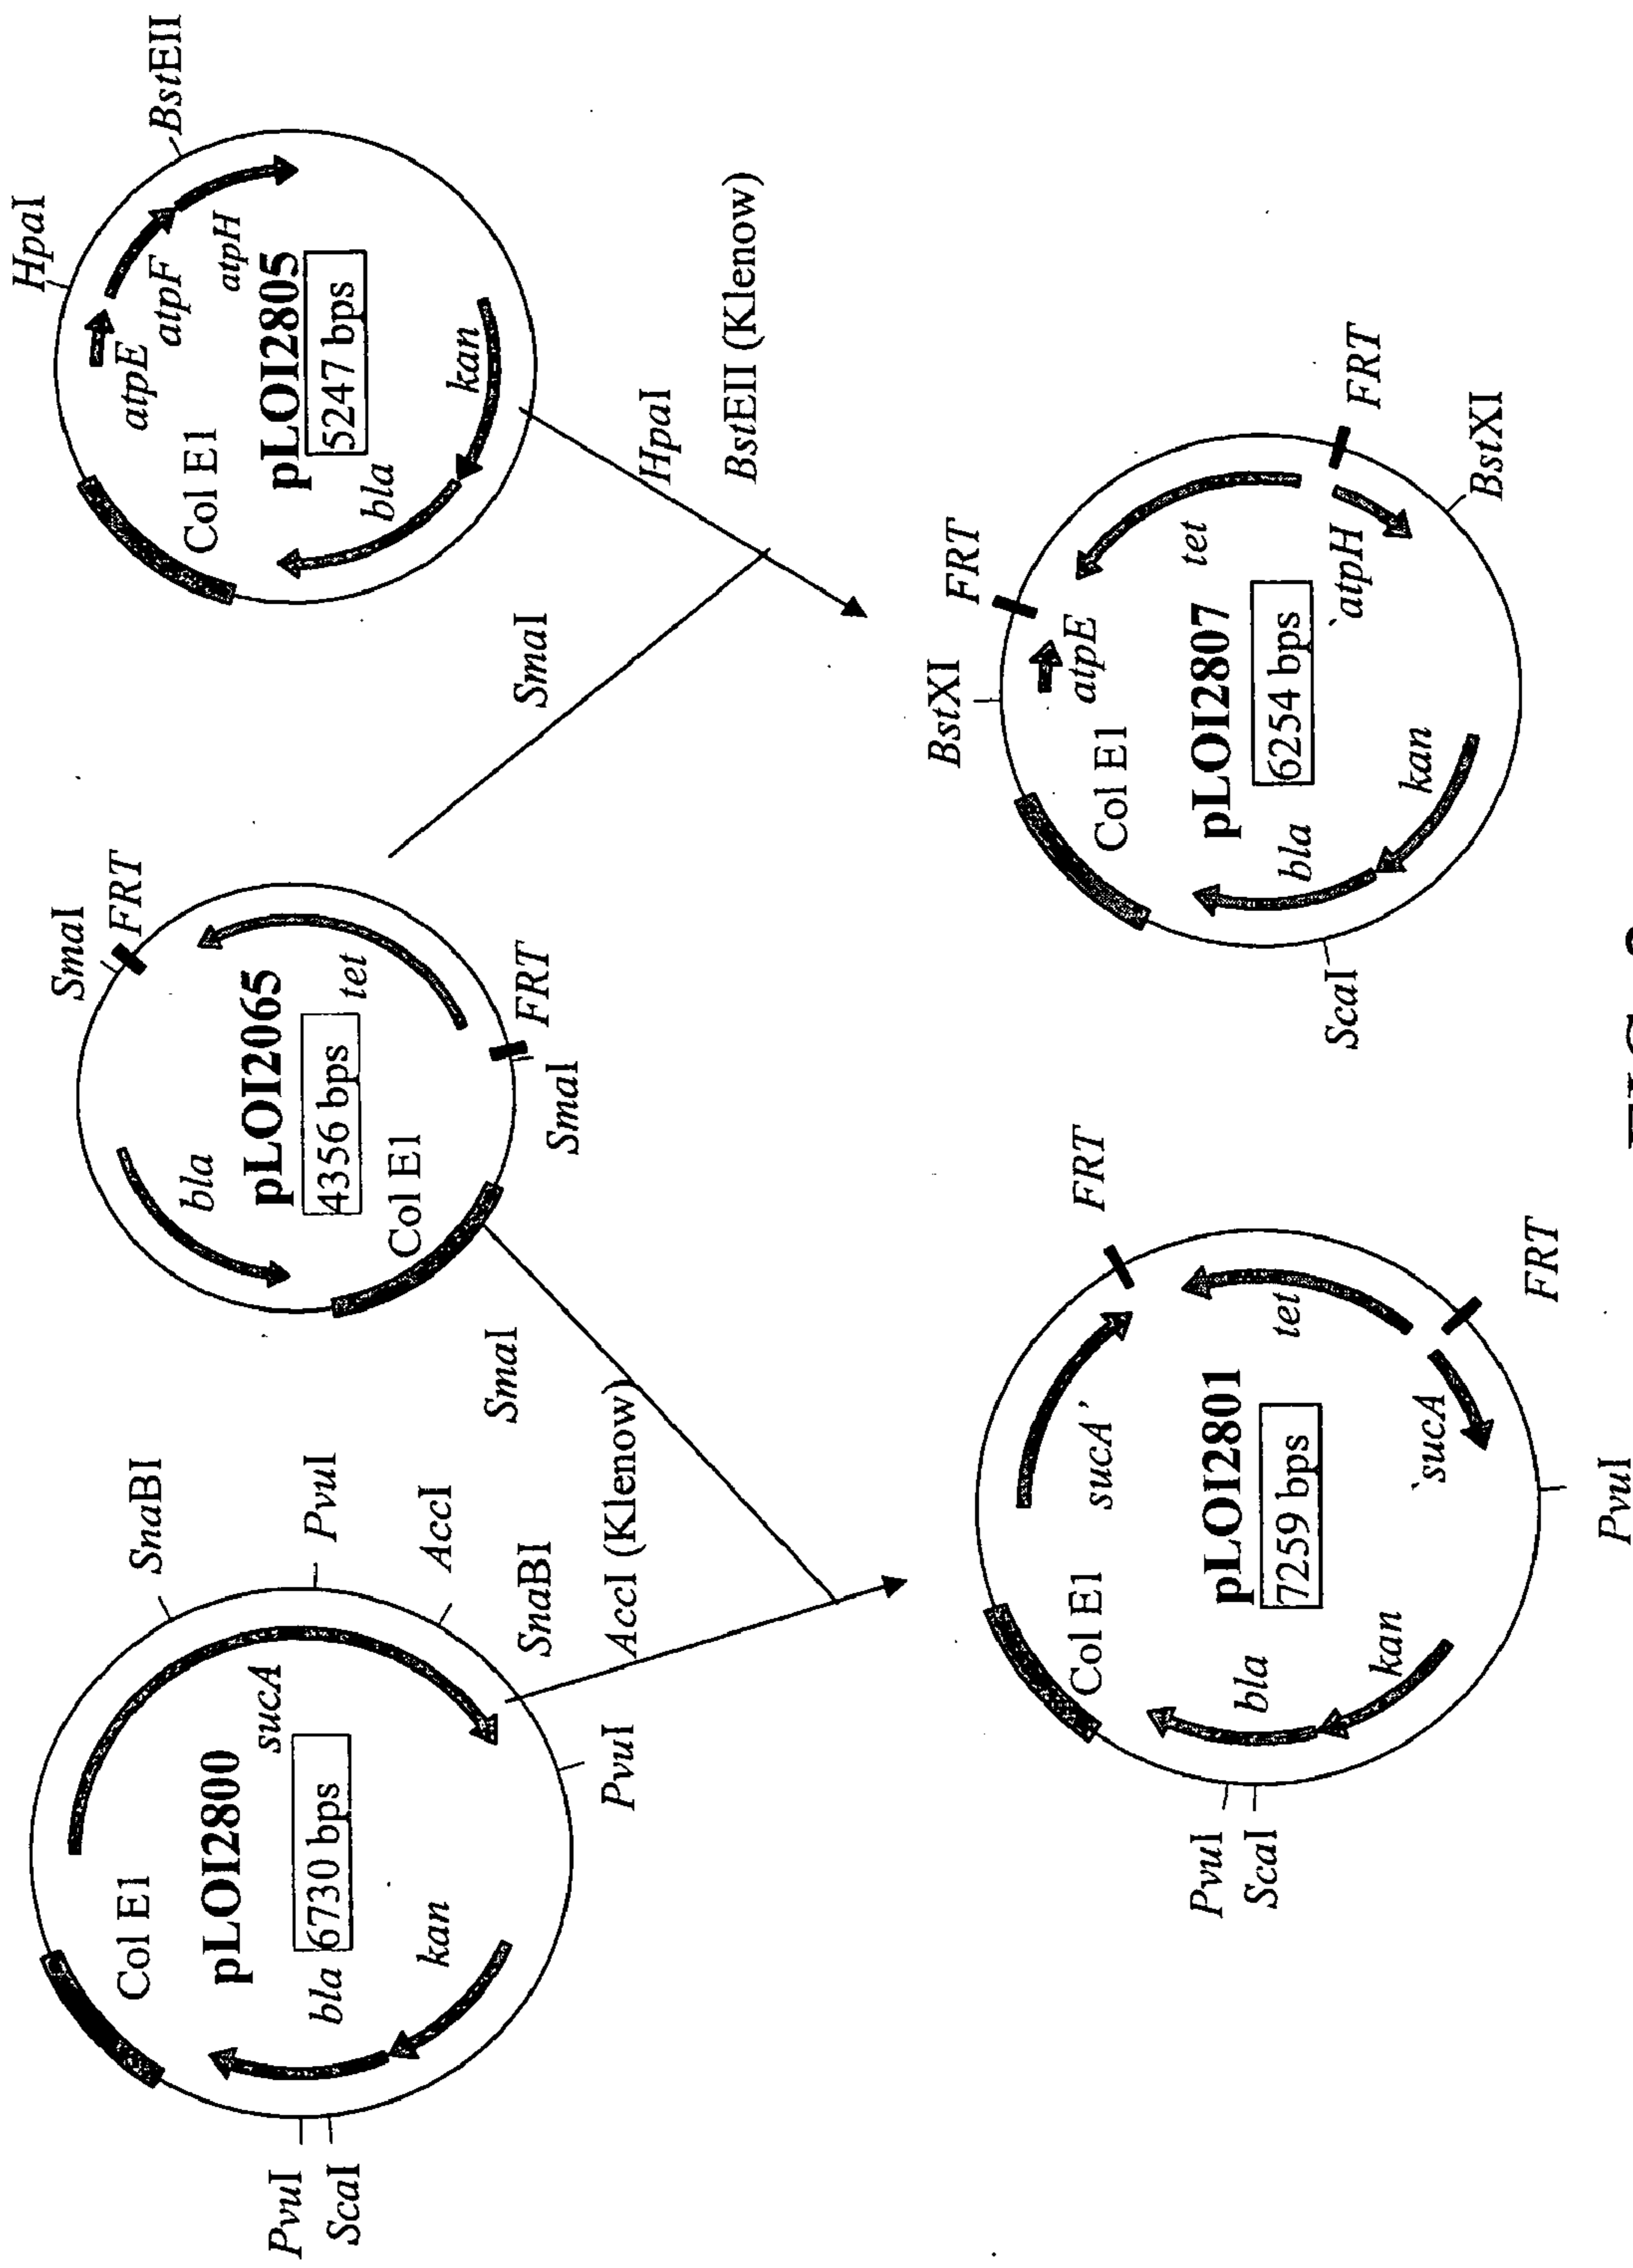 PvuI
ScaI
Col E1
pLOI2800
6730 bps
bla
kan
sucA
SnaBI
PvuI
AccI
PvuI
SnaBI
AccI (Klenow)
SmaI
bla
pLOI2065
4356 bps
Col E1
tet
SmaI
FRT
FRT
SmaI
SmaI
HpaI
BstEII
atpE
atpF
atpH
Col E1
pLOI2805
5247 bps
bla
kan
HpaI
BstEII (Klenow)
PvuI
ScaI
Col E1
sucA'
pLOI2801
7259 bps
bla
kan
tet
`sucA
FRT
FRT
PvuI
BstXI
FRT
atpE
Col E1
pLOI2807
6254 bps
bla
kan
tet
`atpH
FRT
BstXI
ScaI